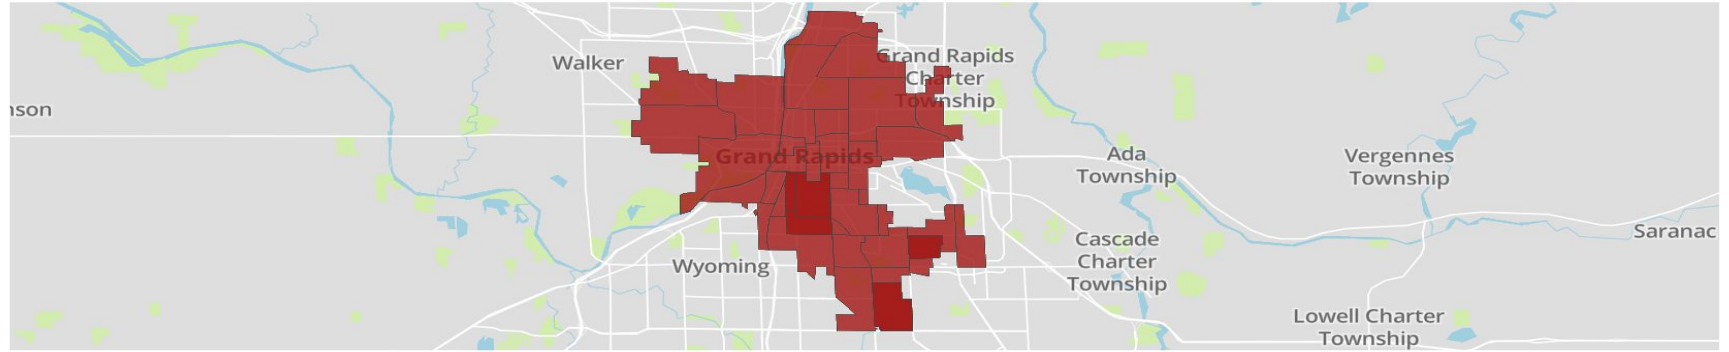 Walker
Grand Rapids
Charter
Township
nson
Grand Rapids
Ada
Township
Vergennes
Township
Wyoming
Cascade
Charter
Township
Saranac
Lowell Charter
Township